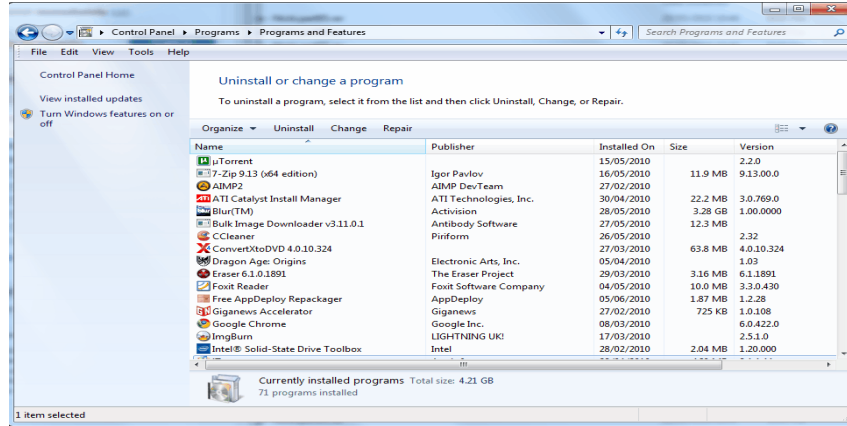 Control Panel ▸ Programs ▸ Programs and Features Search Programs and Features
File Edit View Tools Help
Control Panel Home
View installed updates
Turn Windows features on or
off
Uninstall or change a program
To uninstall a program, select it from the list and then click Uninstall, Change, or Repair.
Organize Uninstall Change Repair
Name Publisher Installed On Size Version
µTorrent 15/05/2010 2.2.0
7-Zip 9.13 (x64 edition) Igor Pavlov 16/05/2010 11.9 MB 9.13.00.0
AIMP2 AIMP DevTeam 27/02/2010
ATI Catalyst Install Manager ATI Technologies, Inc. 30/04/2010 22.2 MB 3.0.769.0
Blur(TM) Activision 28/05/2010 3.28 GB 1.00.0000
Bulk Image Downloader v3.11.0.1 Antibody Software 27/05/2010 12.3 MB
CCleaner Piriform 26/05/2010 2.32
ConvertXtoDVD 4.0.10.324 27/03/2010 63.8 MB 4.0.10.324
Dragon Age: Origins Electronic Arts, Inc. 05/04/2010 1.03
Eraser 6.1.0.1891 The Eraser Project 29/03/2010 3.16 MB 6.1.1891
Foxit Reader Foxit Software Company 04/05/2010 10.0 MB 3.3.0.430
Free AppDeploy Repackager AppDeploy 05/06/2010 1.87 MB 1.2.28
Giganews Accelerator Giganews 27/02/2010 725 KB 1.0.108
Google Chrome Google Inc. 08/03/2010 6.0.422.0
ImgBurn LIGHTNING UK! 17/03/2010 2.5.1.0
Intel® Solid-State Drive Toolbox Intel 28/02/2010 2.04 MB 1.20.000
Currently installed programs Total size: 4.21 GB
71 programs installed
1 item selected